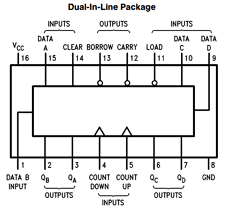 Dual-In-Line Package
INPUTS OUTPUTS INPUTS
DATA DATA DATA
VCC A CLEAR BORROW CARRY LOAD C D
16 15 14 13 12 11 10 9
1 2 3 4 5 6 7 8
DATA B QB QA COUNT COUNT QC QD GND
INPUT DOWN UP
OUTPUTS INPUTS OUTPUTS